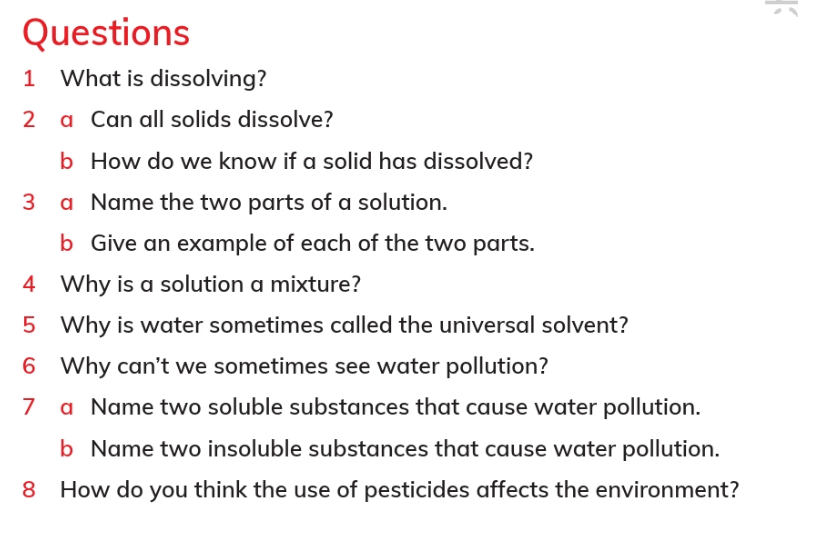 Questions
1 What is dissolving?
2 a Can all solids dissolve?
b How do we know if a solid has dissolved?
3 a Name the two parts of a solution.
b Give an example of each of the two parts.
4 Why is a solution a mixture?
5 Why is water sometimes called the universal solvent?
6 Why can’t we sometimes see water pollution?
7 a Name two soluble substances that cause water pollution.
b Name two insoluble substances that cause water pollution.
8 How do you think the use of pesticides affects the environment?